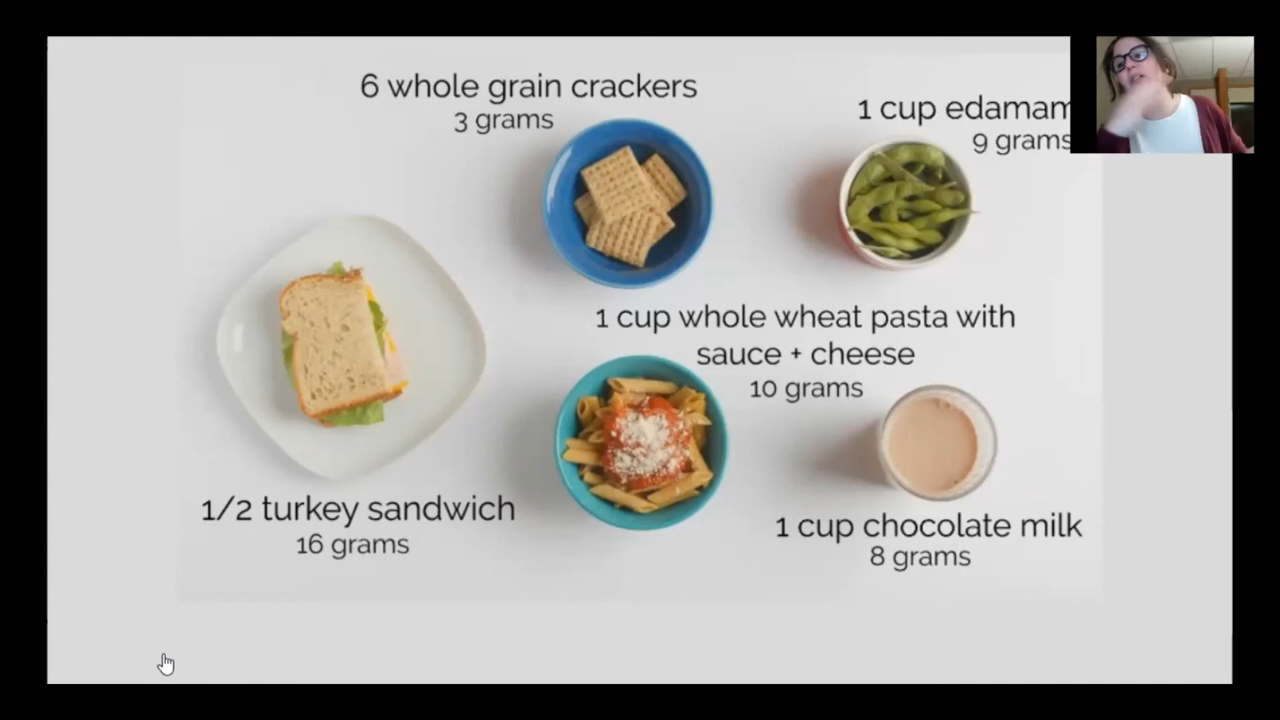 6 whole grain crackers
3 grams
1 cup edamam
9 grams
1 cup whole wheat pasta with
sauce + cheese
10 grams
1/2 turkey sandwich
16 grams
1 cup chocolate milk
8 grams